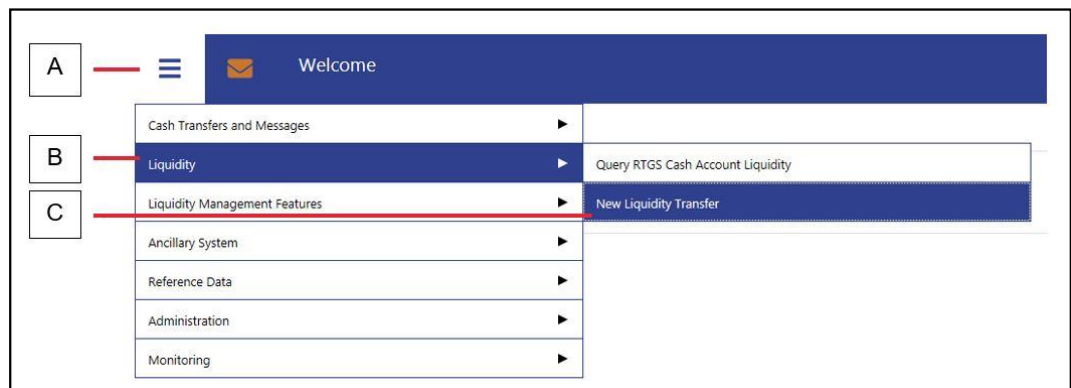 A
Welcome
Cash Transfers and Messages
B
Liquidity
Query RTGS Cash Account Liquidity
C
Liquidity Management Features
New Liquidity Transfer
Ancillary System
Reference Data
Administration
Monitoring